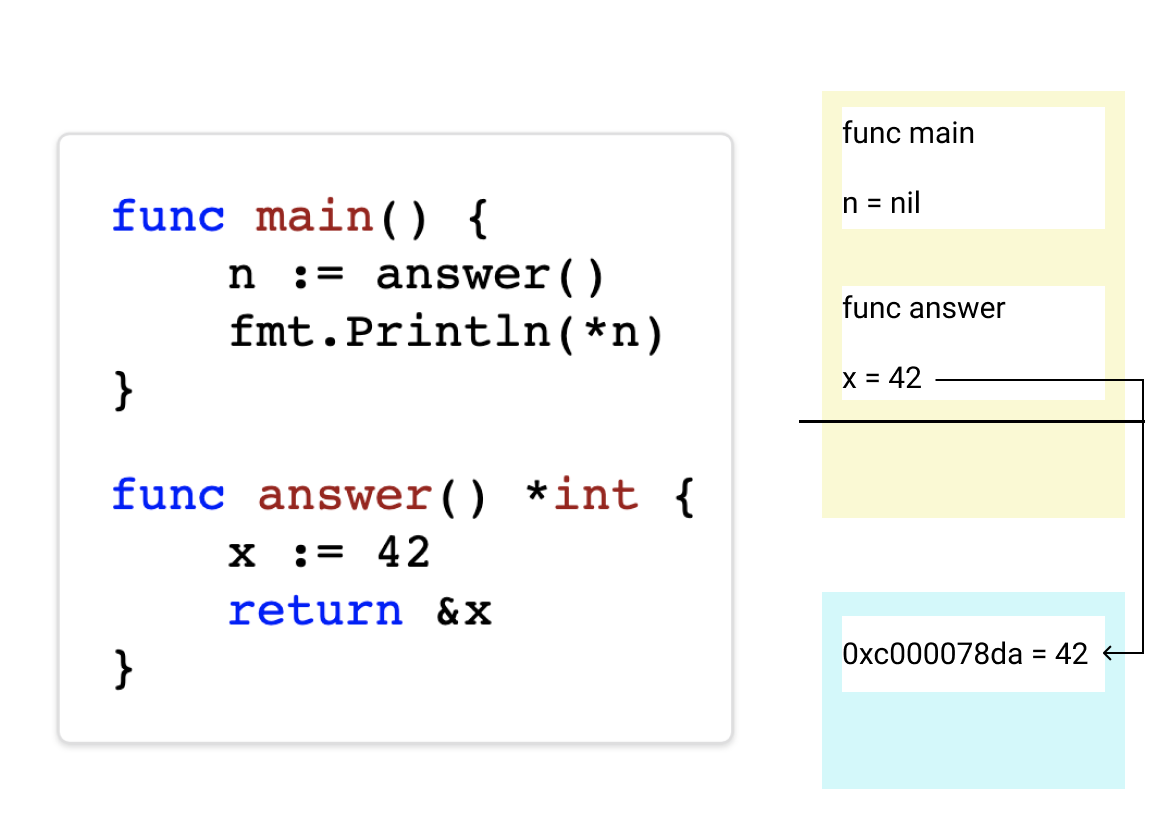 func main() {
    n := answer()
    fmt.Println(*n)
}
func answer() *int {
    x := 42
    return &x
}
func main
n = nil
func answer
x = 42
0xc000078da = 42